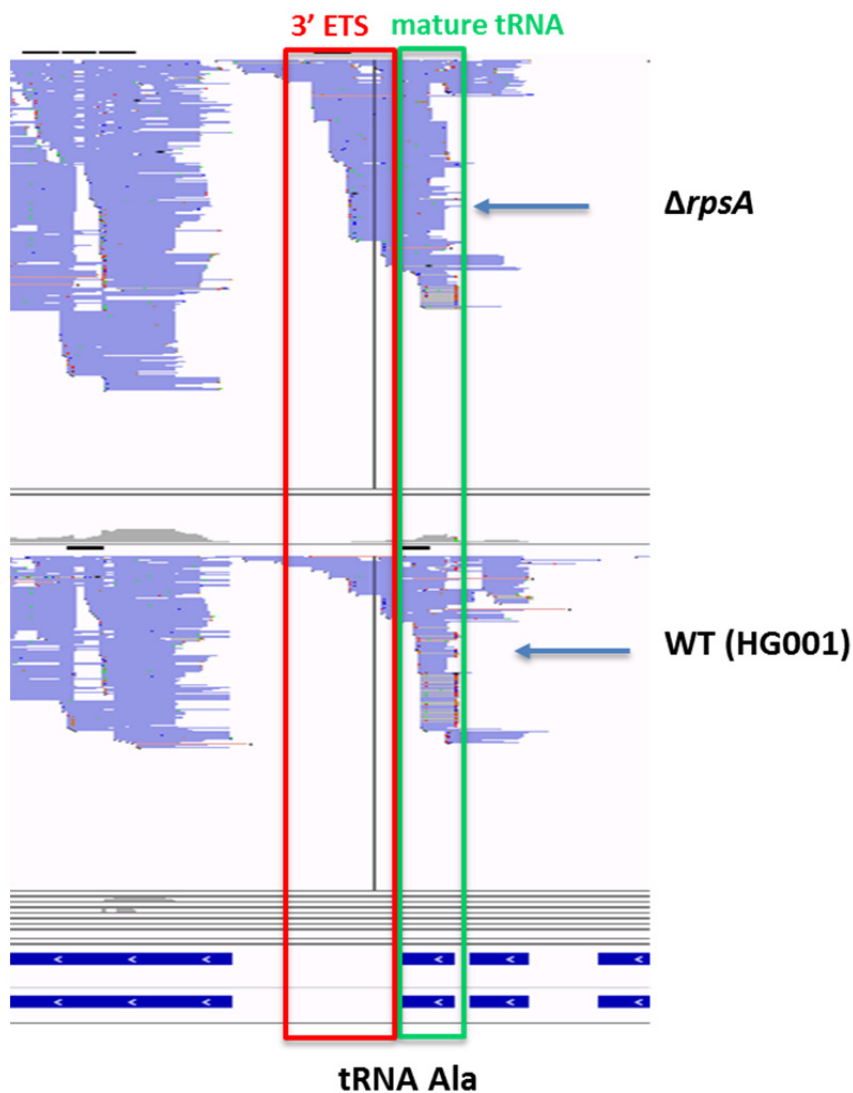 3’ ETS mature tRNA
ΔrpsA
WT (HG001)
< < < < < <
< < < < < <
tRNA Ala